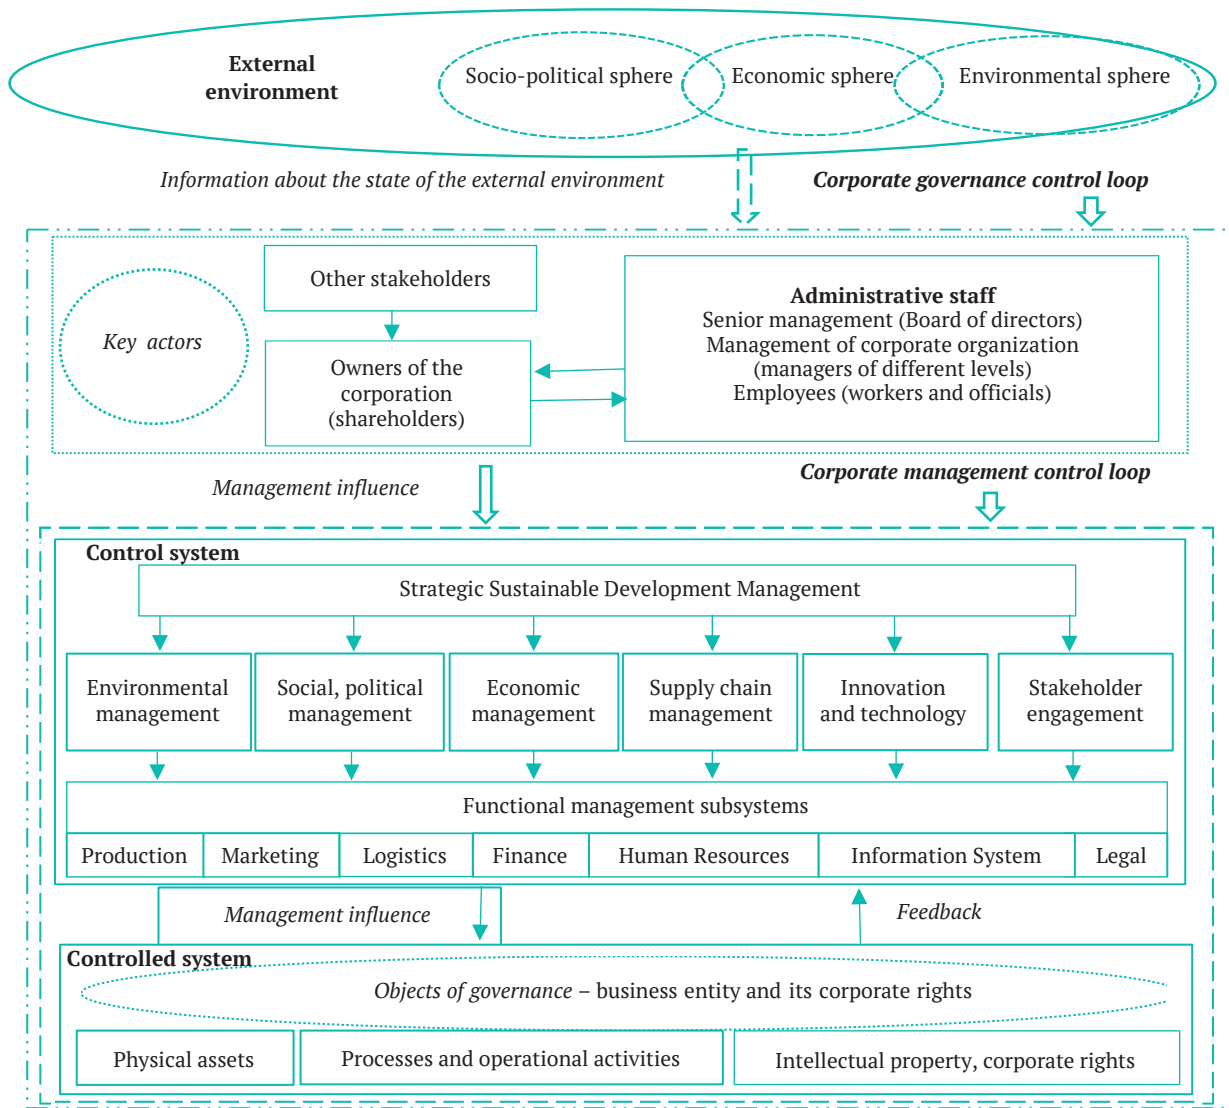 External
environment
Socio-political sphere
Economic sphere
Environmental sphere
Information about the state of the external environment
Corporate governance control loop
Key actors
Other stakeholders
Owners of the
corporation
(shareholders)
Administrative staff
Senior management (Board of directors)
Management of corporate organization
(managers of different levels)
Employees (workers and officials)
Management influence
Corporate management control loop
Control system
Strategic Sustainable Development Management
Environmental
management
Social, political
management
Economic
management
Supply chain
management
Innovation
and technology
Stakeholder
engagement
Functional management subsystems
Production
Marketing
Logistics
Finance
Human Resources
Information System
Legal
Management influence
Feedback
Controlled system
Objects of governance – business entity and its corporate rights
Physical assets
Processes and operational activities
Intellectual property, corporate rights